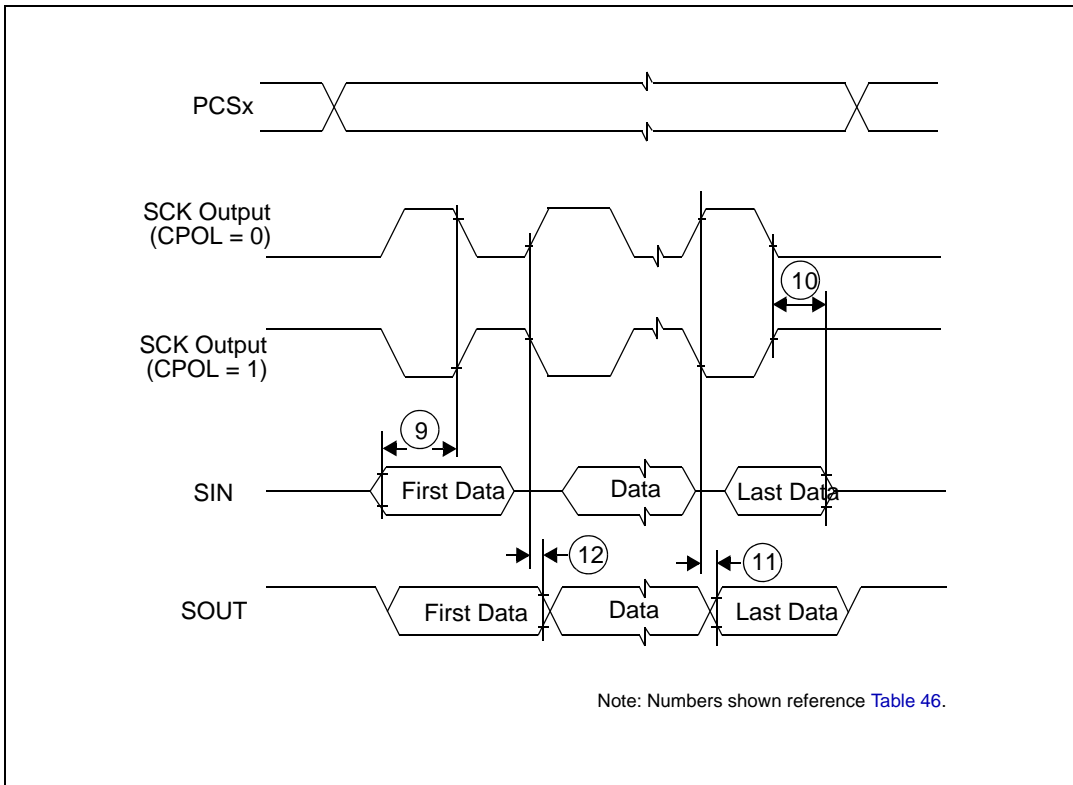 PCSx
SCK Output
(CPOL = 0)
10
SCK Output
(CPOL = 1)
9
SIN
First Data
Data
Last Data
12
11
SOUT
First Data
Data
Last Data
Note: Numbers shown reference Table 46.